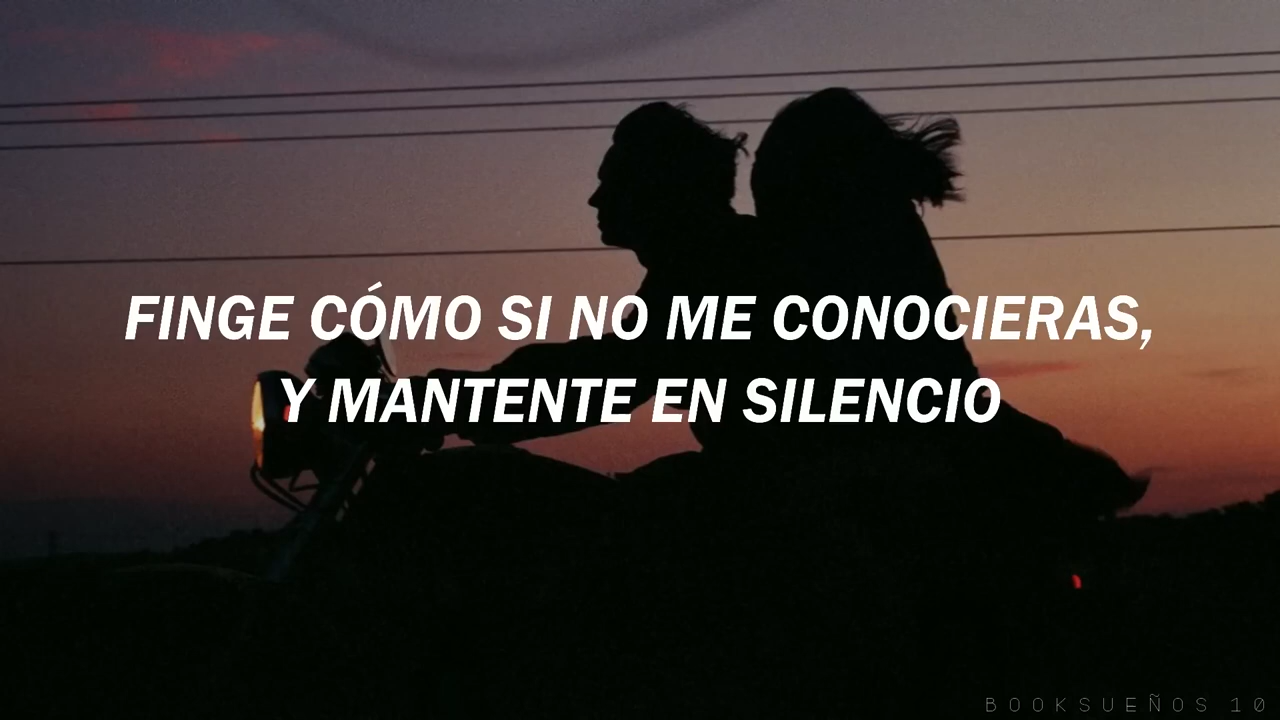 FINGE CÓMO SI NO ME CONOCIERAS,
Y MANTENTE EN SILENCIO
BOOKSUEÑOS 10